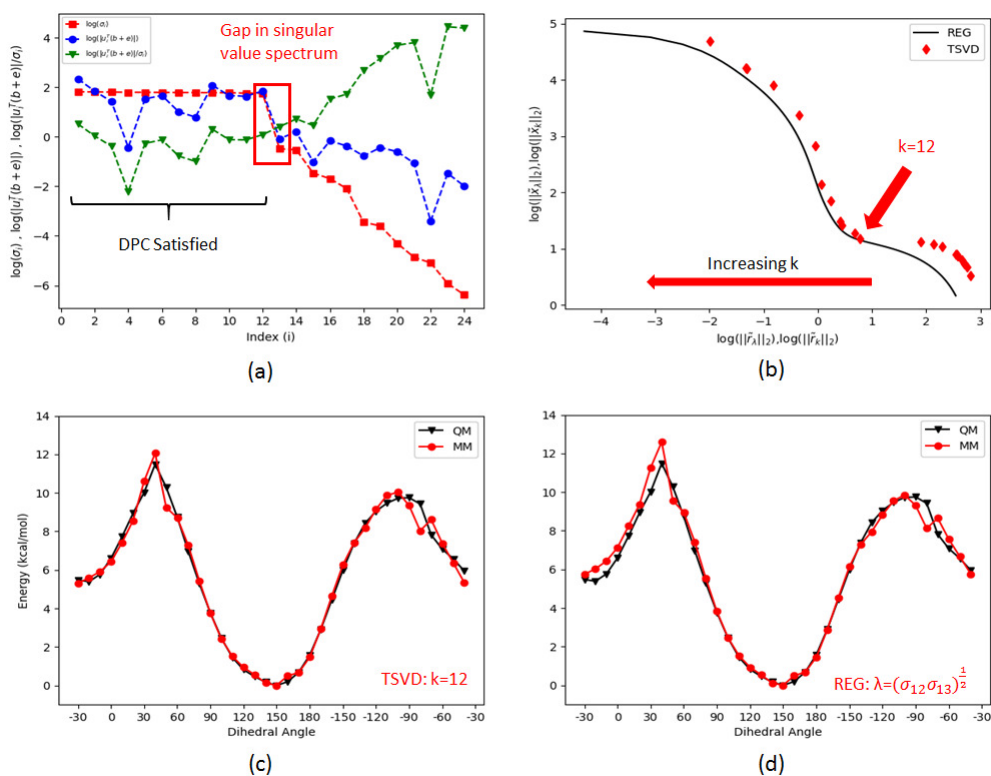 log(σᵢ)
log(|uᵢᵀ(b + e)|)
log(|uᵢᵀ(b + e)|/σᵢ)
Gap in singular
value spectrum
DPC Satisfied
log(σᵢ) , log(|uᵢᵀ(b + e)|) , log(|uᵢᵀ(b + e)|/σᵢ)
4
2
0
−2
−4
−6
0 2 4 6 8 10 12 14 16 18 20 22 24
Index (i)
(a)
REG
TSVD
k=12
Increasing k
log(||x̃_λ||₂),log(||x̃_k||₂)
5
4
3
2
1
0
−4 −3 −2 −1 0 1 2 3
log(||r̃_λ||₂),log(||r̃_k||₂)
(b)
QM
MM
Energy (kcal/mol)
14
12
10
8
6
4
2
0
TSVD: k=12
-30 0 30 60 90 120 150 -180 -150 -120 -90 -60 -30
Dihedral Angle
(c)
QM
MM
14
12
10
8
6
4
2
0
REG: λ=(σ₁₂σ₁₃)^½
-30 0 30 60 90 120 150 -180 -150 -120 -90 -60 -30
Dihedral Angle
(d)